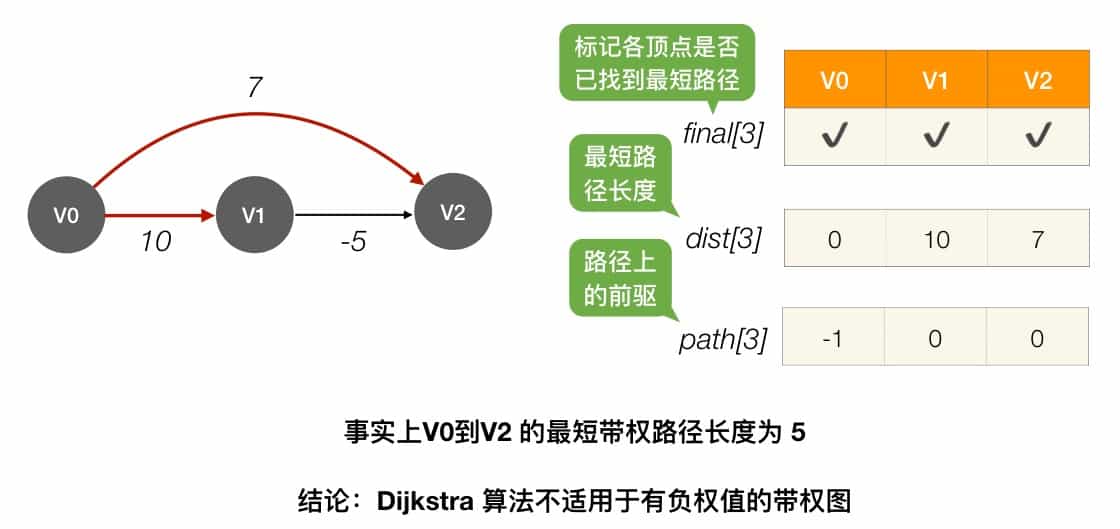 7
V0
V1
V2
10
-5
标记各顶点是否
已找到最短路径
V0 V1 V2
final[3] ✓ ✓ ✓
最短路
径长度
dist[3] 0 10 7
路径上
的前驱
path[3] -1 0 0
事实上V0到V2 的最短带权路径长度为 5
结论：Dijkstra 算法不适用于有负权值的带权图